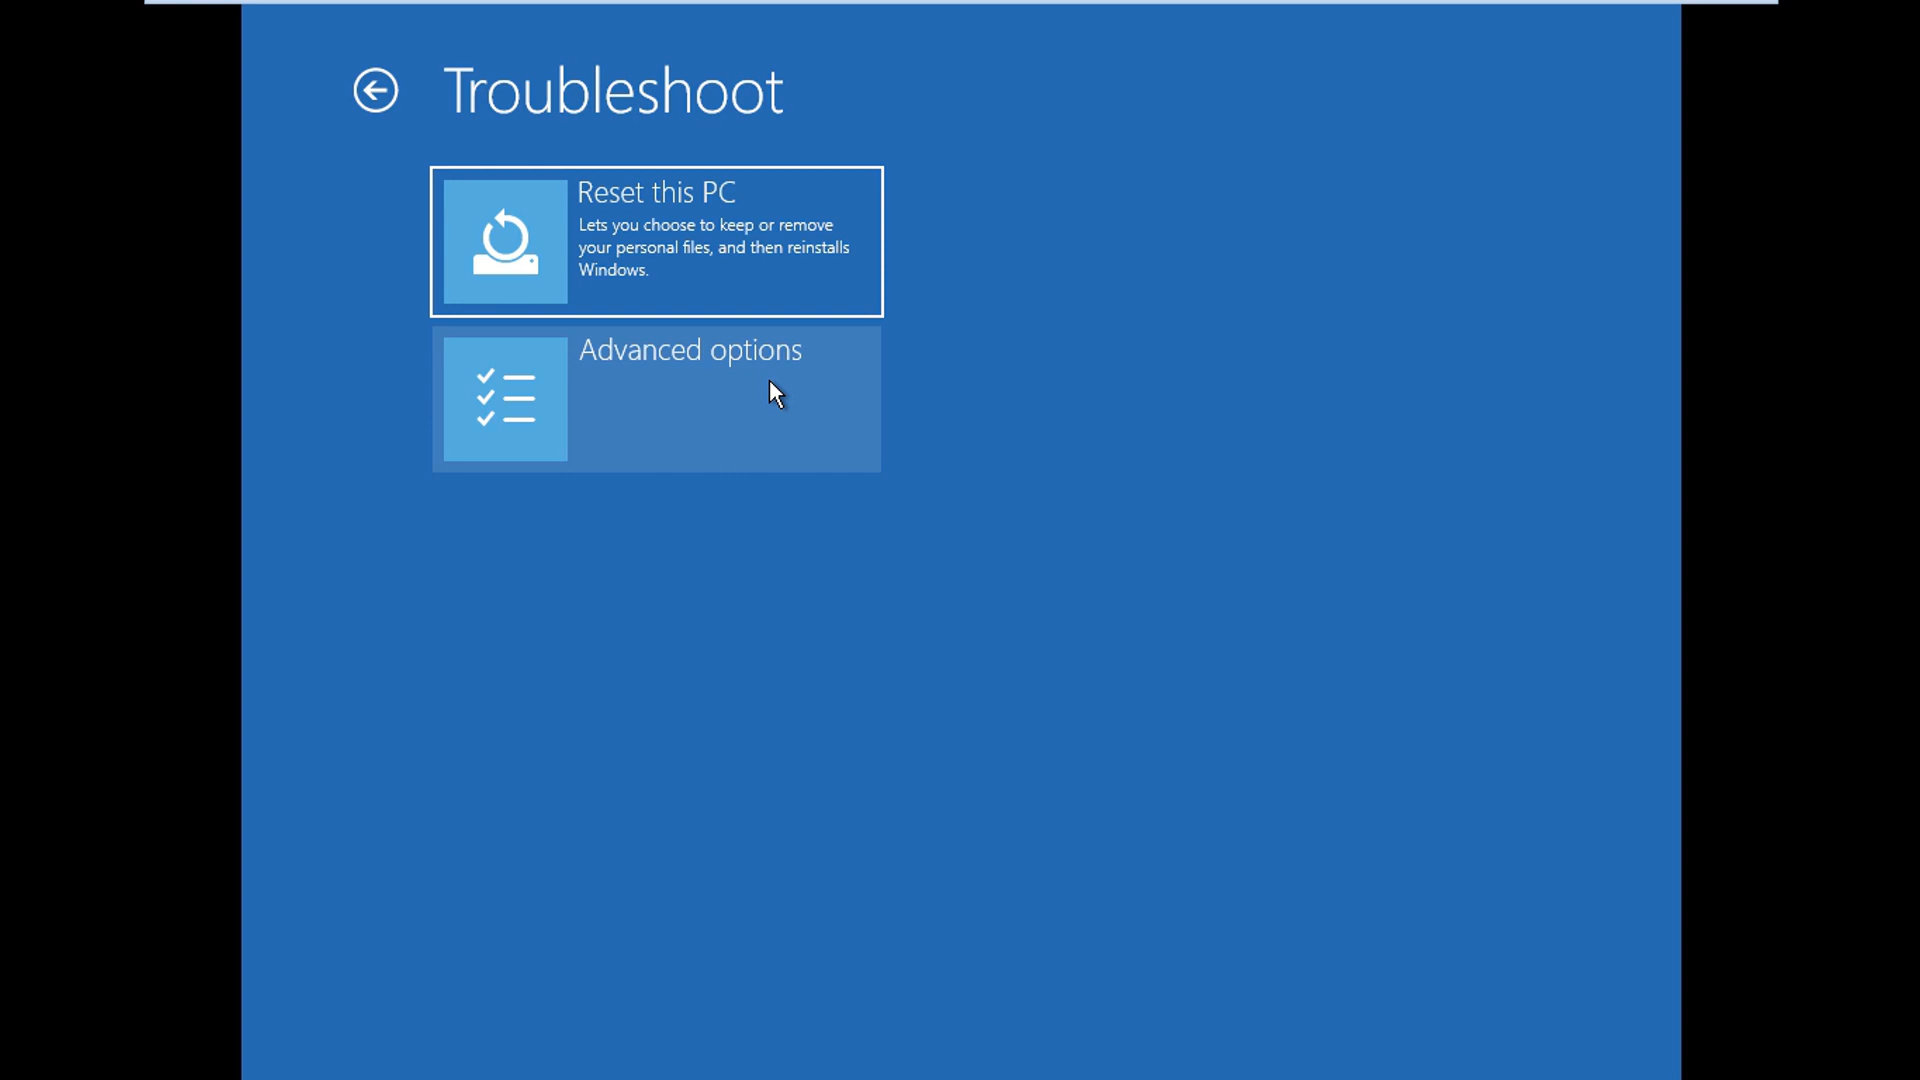 Troubleshoot
Reset this PC
Lets you choose to keep or remove
your personal files, and then reinstalls
Windows.
Advanced options